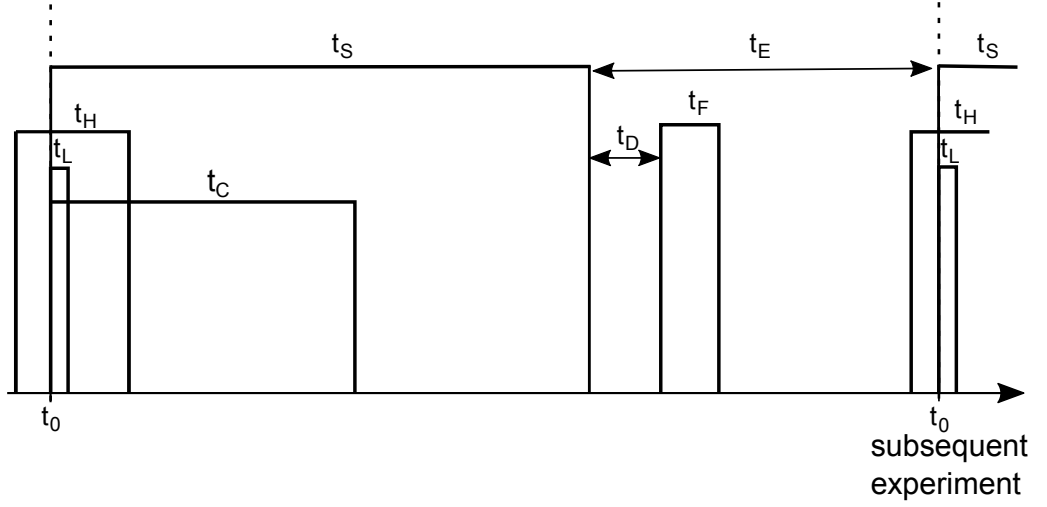 t_S t_E t_S
t_H t_F t_H
t_L t_D t_L
t_C
t_0 t_0
subsequent
experiment